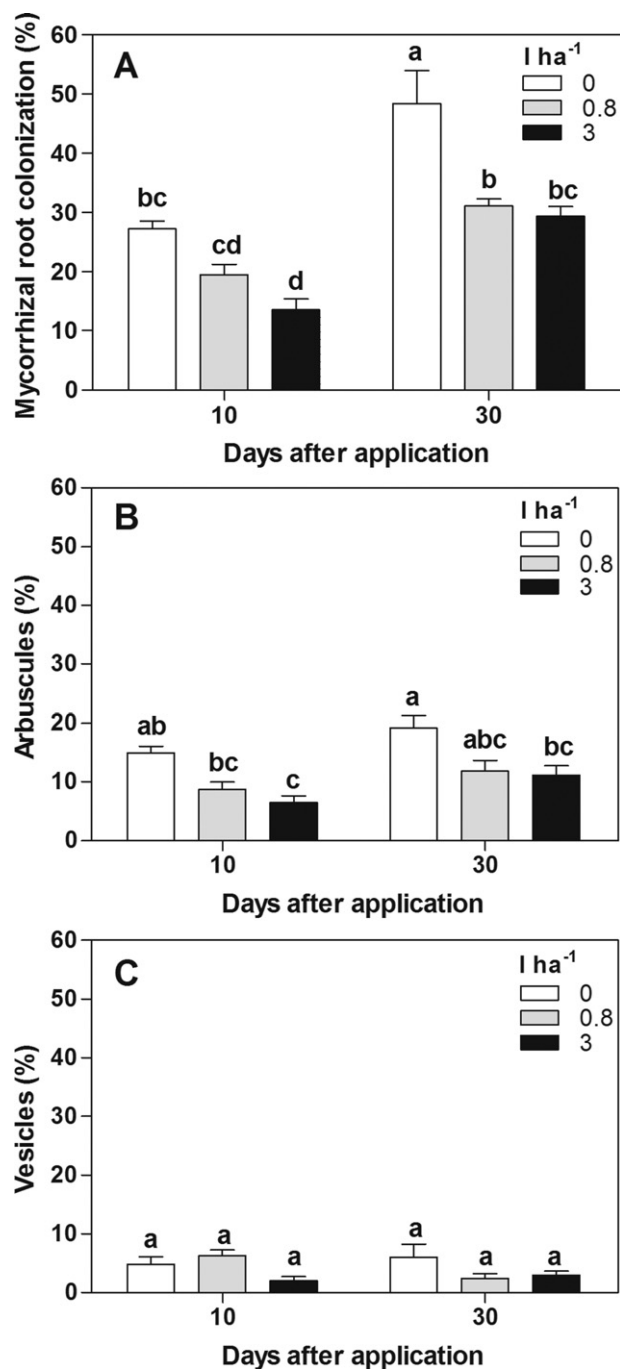 A
l ha⁻¹
0
0.8
3
Mycorrhizal root colonization (%)
60
50
40
30
20
10
0
bc
cd
d
a
b
bc
10
30
Days after application
B
l ha⁻¹
0
0.8
3
Arbuscules (%)
60
50
40
30
20
10
0
ab
bc
c
a
abc
bc
10
30
Days after application
C
l ha⁻¹
0
0.8
3
Vesicles (%)
60
50
40
30
20
10
0
a
a
a
a
a
a
10
30
Days after application